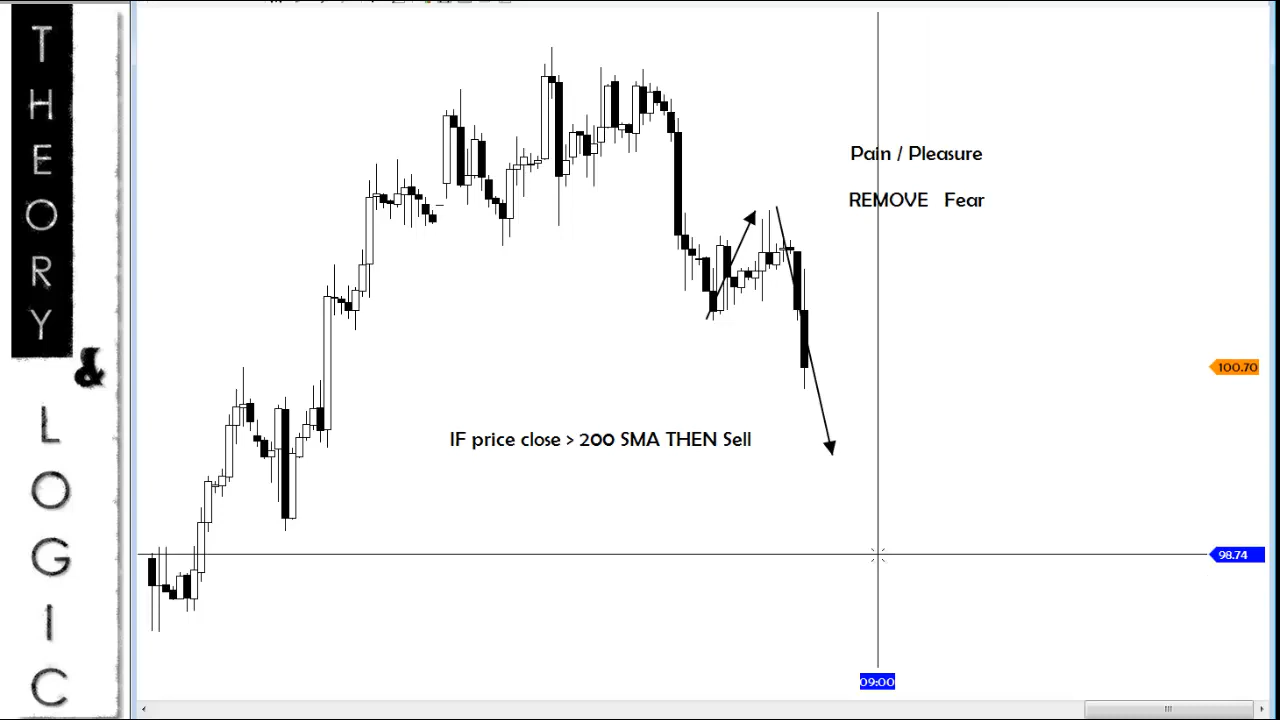 THEORY
&
LOGIC
Pain / Pleasure
REMOVE Fear
100.70
IF price close > 200 SMA THEN Sell
98.74
09:00